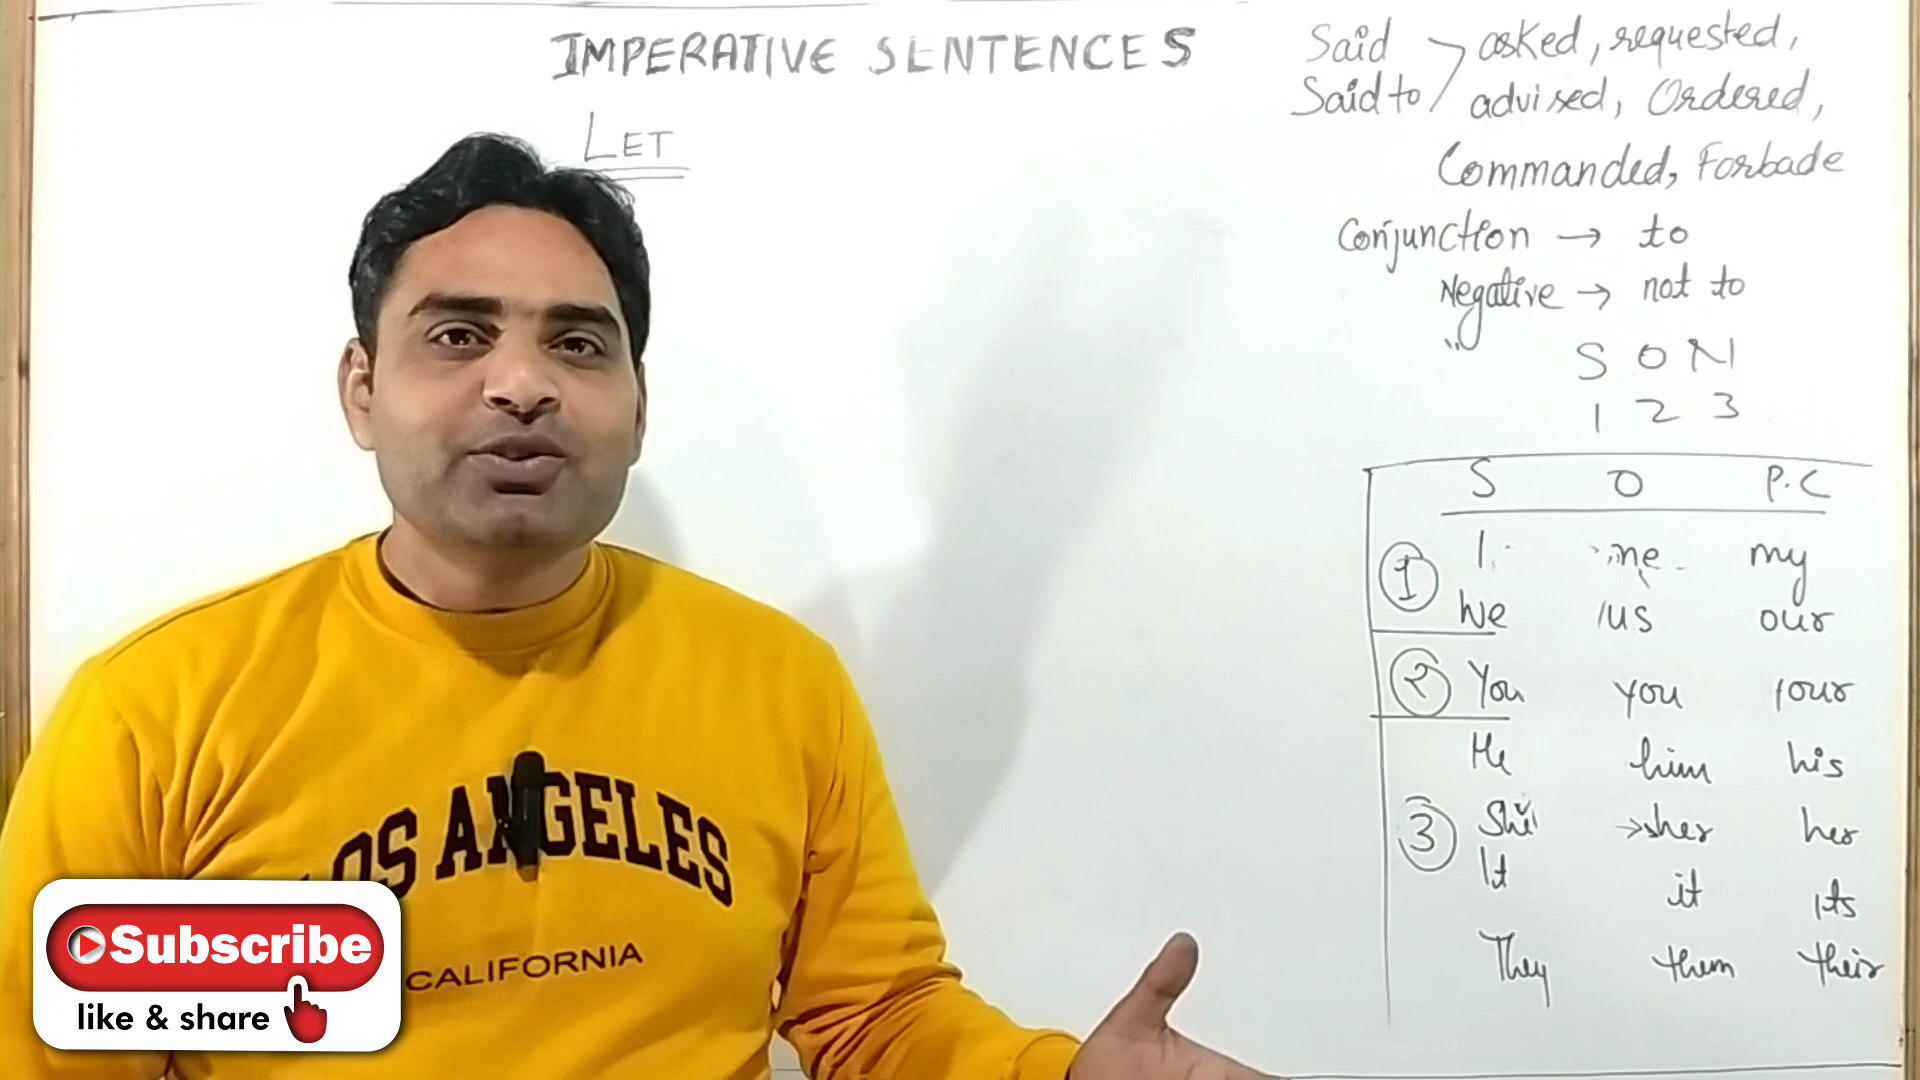 IMPERATIVE SENTENCES
LET
Said asked, requested,
Said to advised, Ordered,
Commanded, Forbade
Conjunction → to
Negative → not to
S O N
1 2 3
S O P.C
1 I me my
We us our
2 You you your
He him his
3 She → her her
It it its
They them their
LOS ANGELES
CALIFORNIA
Subscribe
like & share